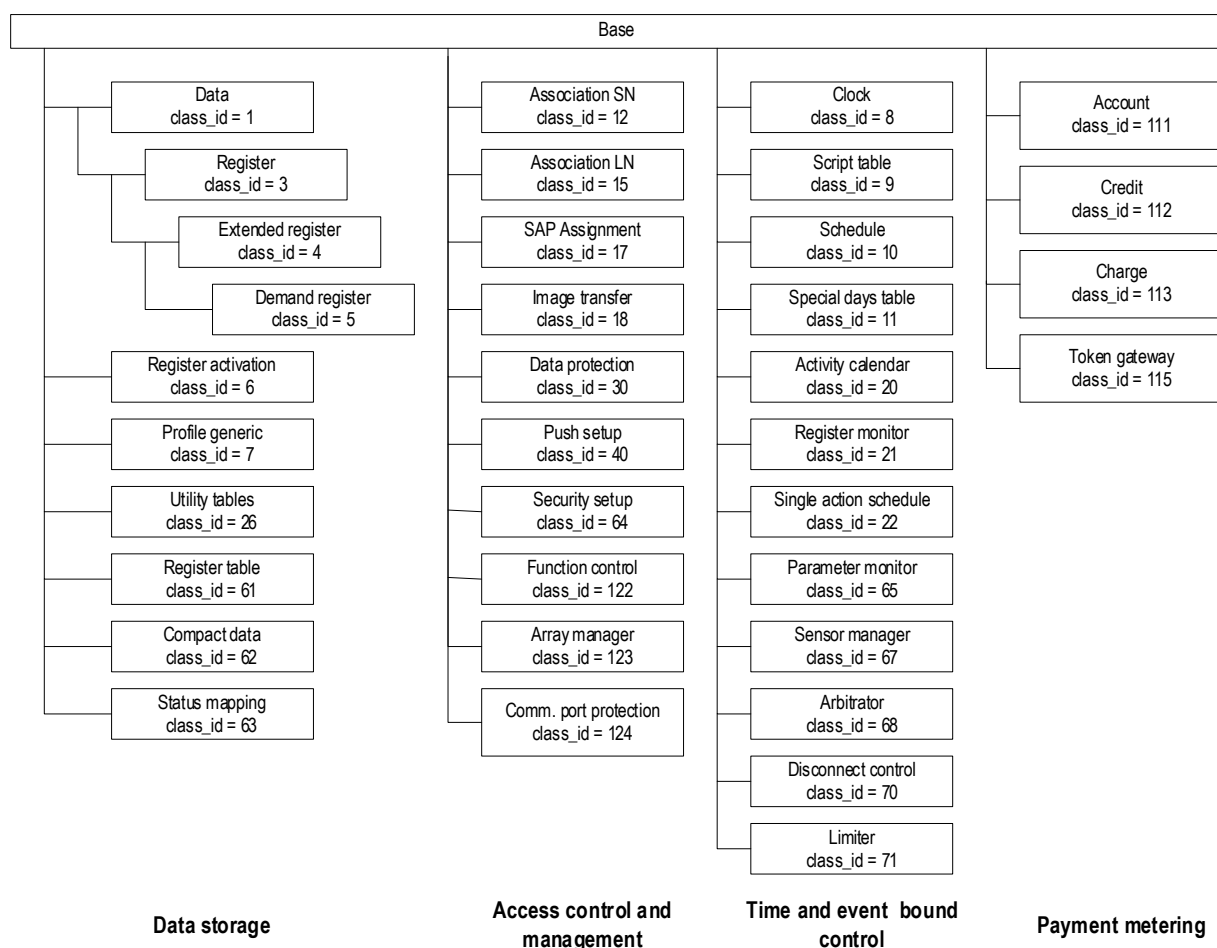 Base
Data
class_id = 1
Register
class_id = 3
Extended register
class_id = 4
Demand register
class_id = 5
Register activation
class_id = 6
Profile generic
class_id = 7
Utility tables
class_id = 26
Register table
class_id = 61
Compact data
class_id = 62
Status mapping
class_id = 63
Data storage
Association SN
class_id = 12
Association LN
class_id = 15
SAP Assignment
class_id = 17
Image transfer
class_id = 18
Data protection
class_id = 30
Push setup
class_id = 40
Security setup
class_id = 64
Function control
class_id = 122
Array manager
class_id = 123
Comm. port protection
class_id = 124
Access control and
management
Clock
class_id = 8
Script table
class_id = 9
Schedule
class_id = 10
Special days table
class_id = 11
Activity calendar
class_id = 20
Register monitor
class_id = 21
Single action schedule
class_id = 22
Parameter monitor
class_id = 65
Sensor manager
class_id = 67
Arbitrator
class_id = 68
Disconnect control
class_id = 70
Limiter
class_id = 71
Time and event bound
control
Account
class_id = 111
Credit
class_id = 112
Charge
class_id = 113
Token gateway
class_id = 115
Payment metering